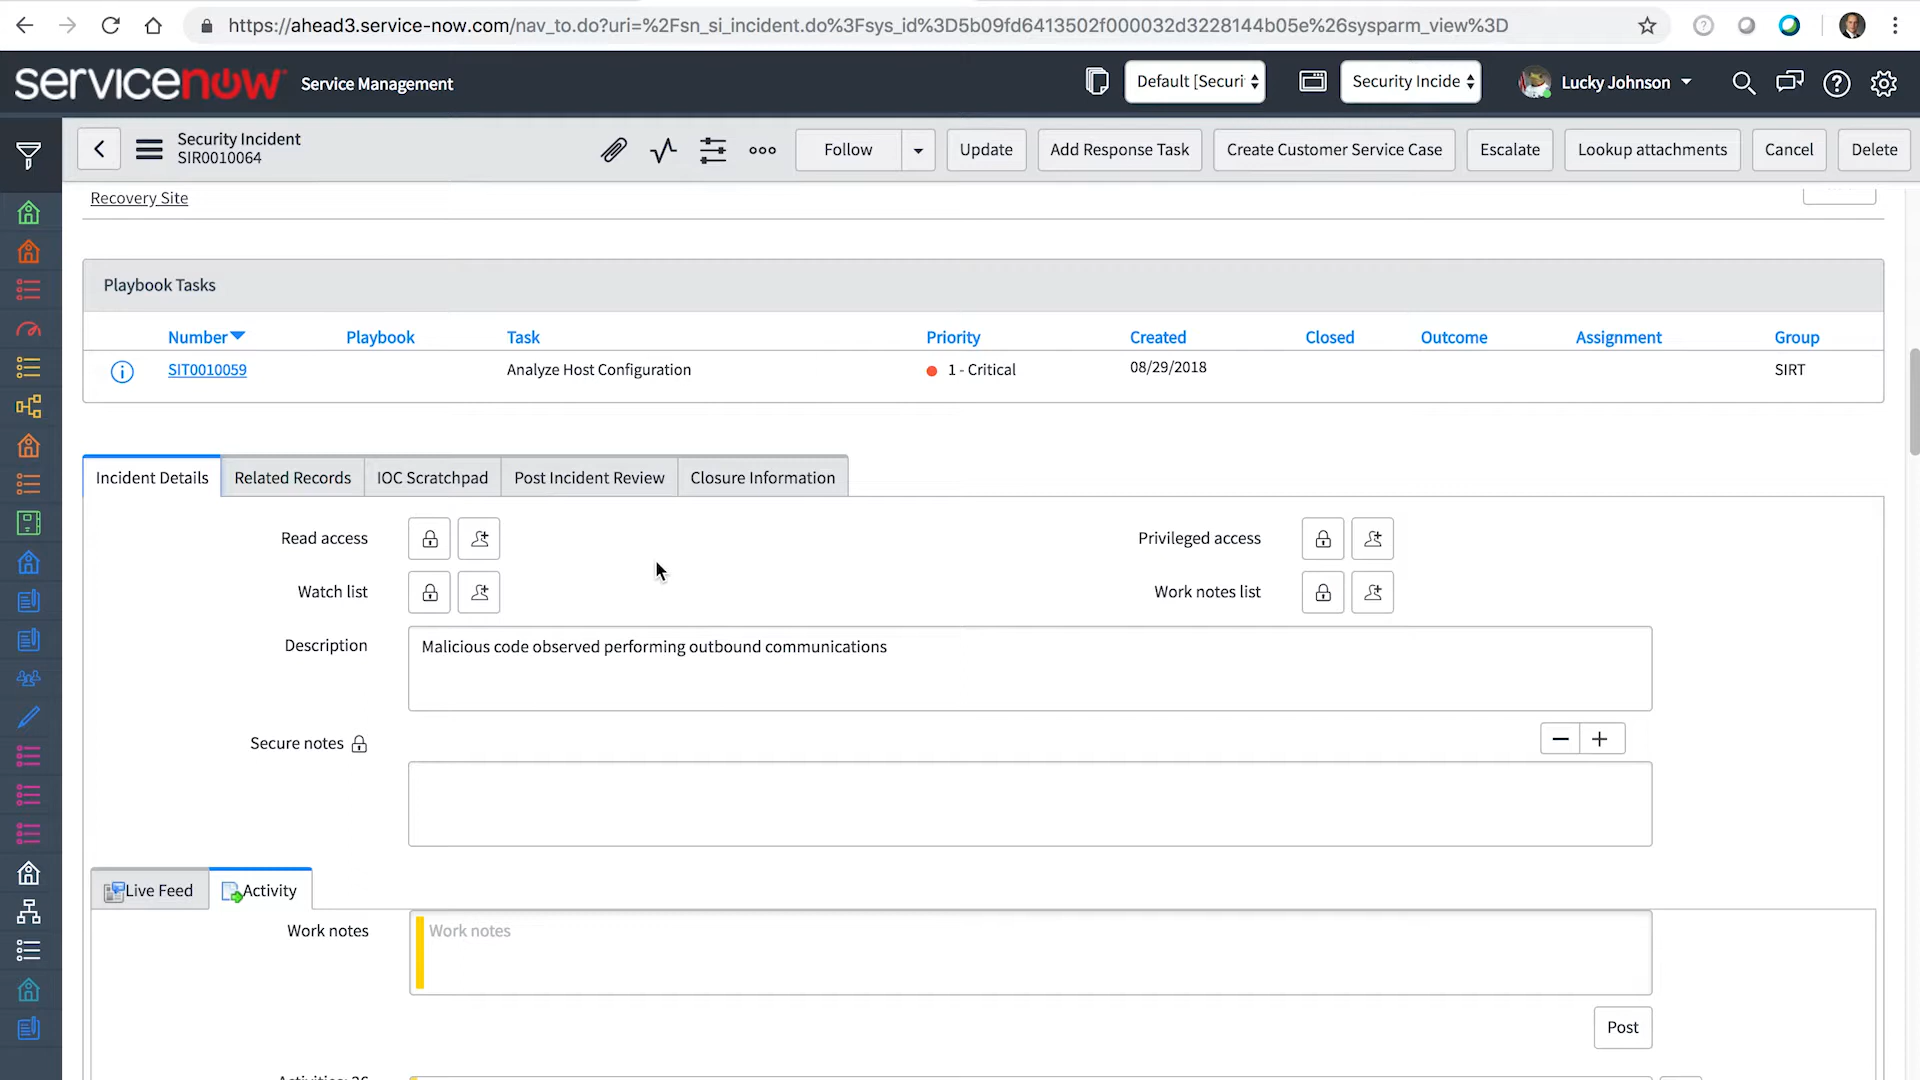 https://ahead3.service-now.com/nav_to.do?uri=%2Fsn_si_incident.do%3Fsys_id%3D5b09fd6413502f000032d3228144b05e%26sysparm_view%3D
servicenow Service Management Default [Securi Security Incide Lucky Johnson
Security Incident
SIR0010064
Follow Update Add Response Task Create Customer Service Case Escalate Lookup attachments Cancel Delete
Recovery Site
Playbook Tasks
Number Playbook Task Priority Created Closed Outcome Assignment Group
SIT0010059 Analyze Host Configuration 1 - Critical 08/29/2018 SIRT
Incident Details Related Records IOC Scratchpad Post Incident Review Closure Information
Read access Privileged access
Watch list Work notes list
Description Malicious code observed performing outbound communications
Secure notes
Live Feed Activity
Work notes Work notes
Post